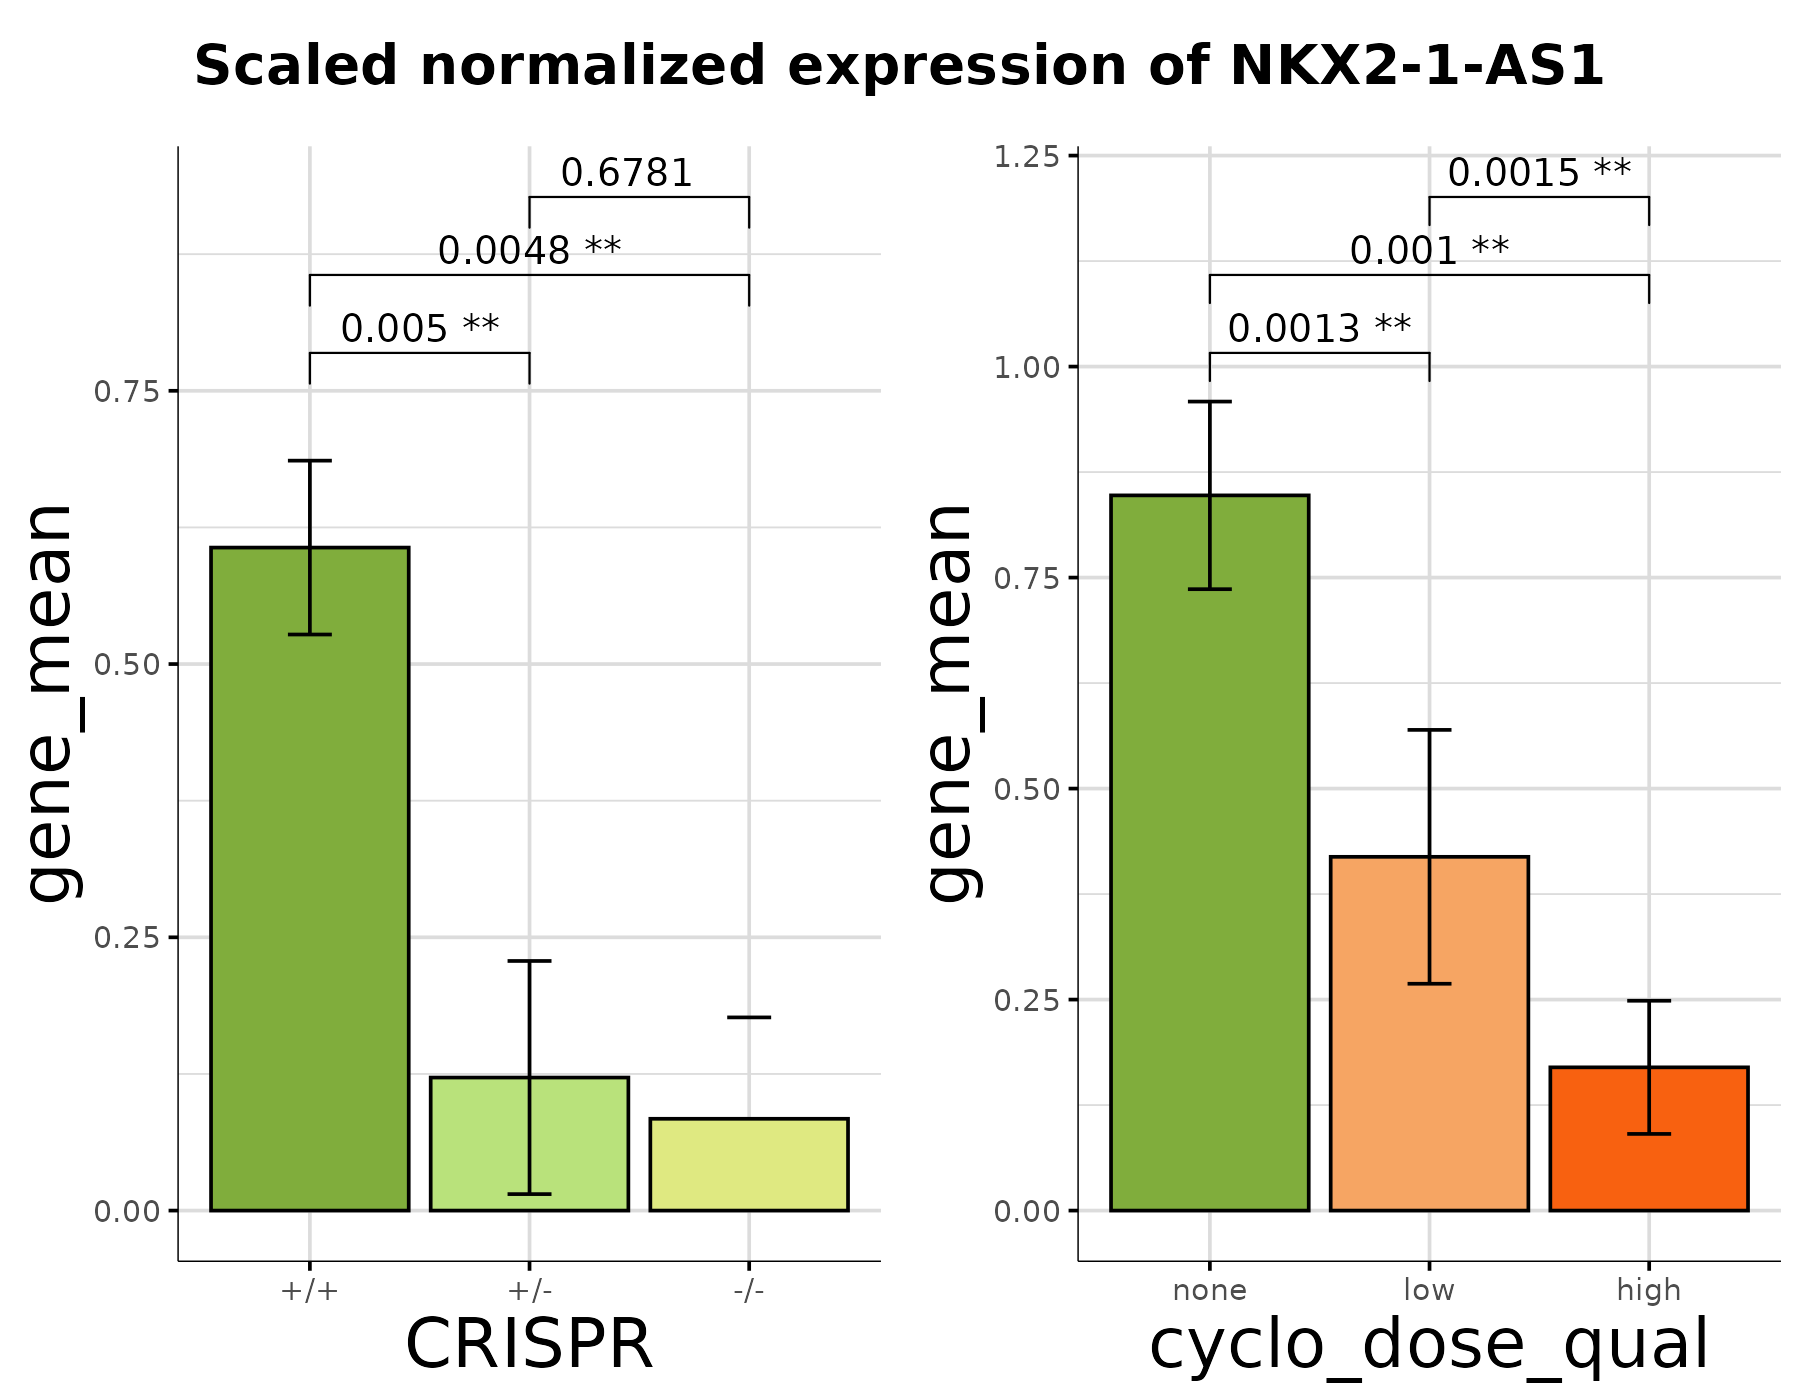 Scaled normalized expression of NKX2-1-AS1
gene_mean
0.75
0.50
0.25
0.00
0.6781
0.0048 **
0.005 **
+/+ +/- -/-
CRISPR
gene_mean
1.25
1.00
0.75
0.50
0.25
0.00
0.0015 **
0.001 **
0.0013 **
none low high
cyclo_dose_qual